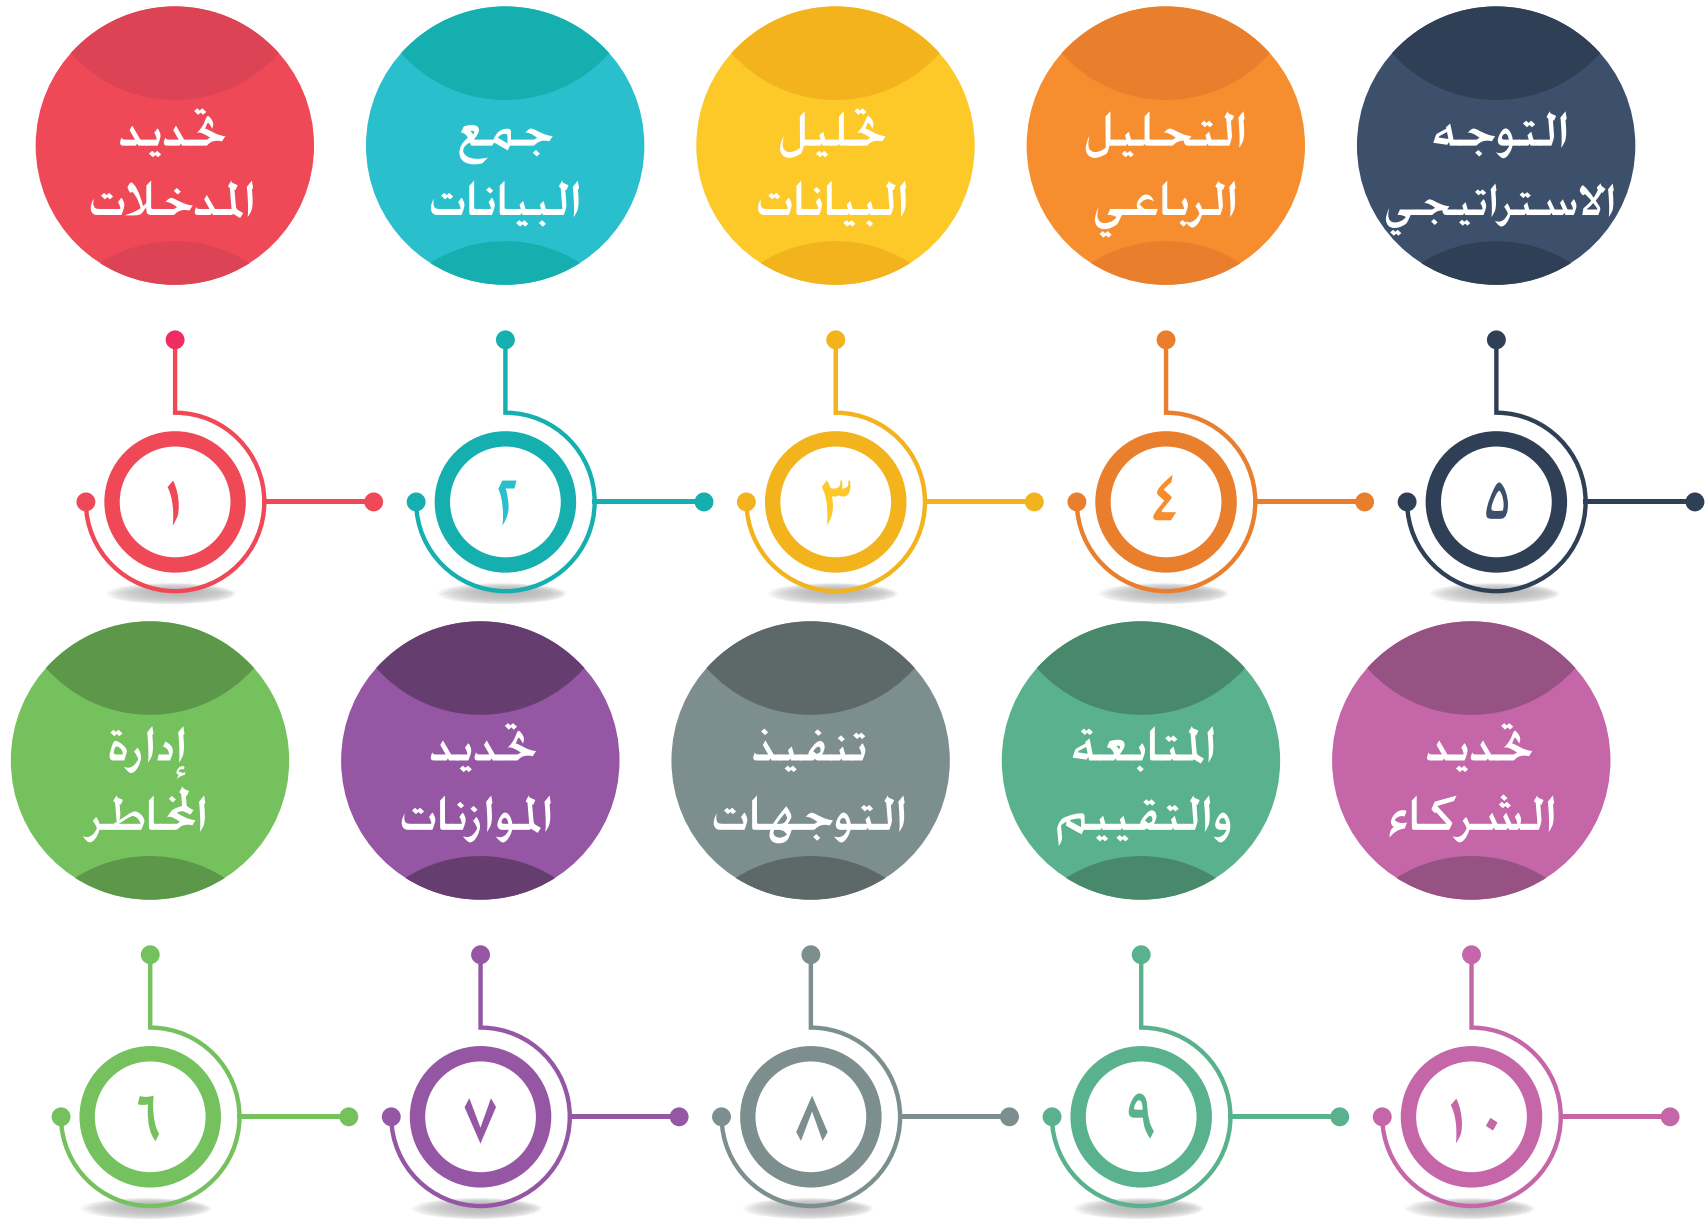 تحديد
المدخلات
جمع
البيانات
تحليل
البيانات
التحليل
الرباعي
التوجه
الاستراتيجي
١
٢
٣
٤
٥
إدارة
المخاطر
تحديد
الموازنات
تنفيذ
التوجهات
المتابعة
والتقييم
تحديد
الشركاء
٦
٧
٨
٩
١٠